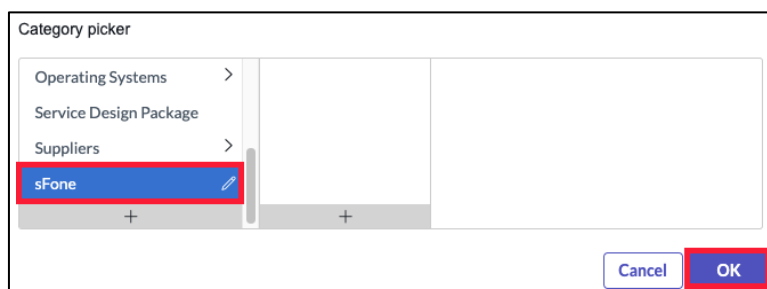 Category picker
Operating Systems
Service Design Package
Suppliers
sFone
+ +
Cancel OK